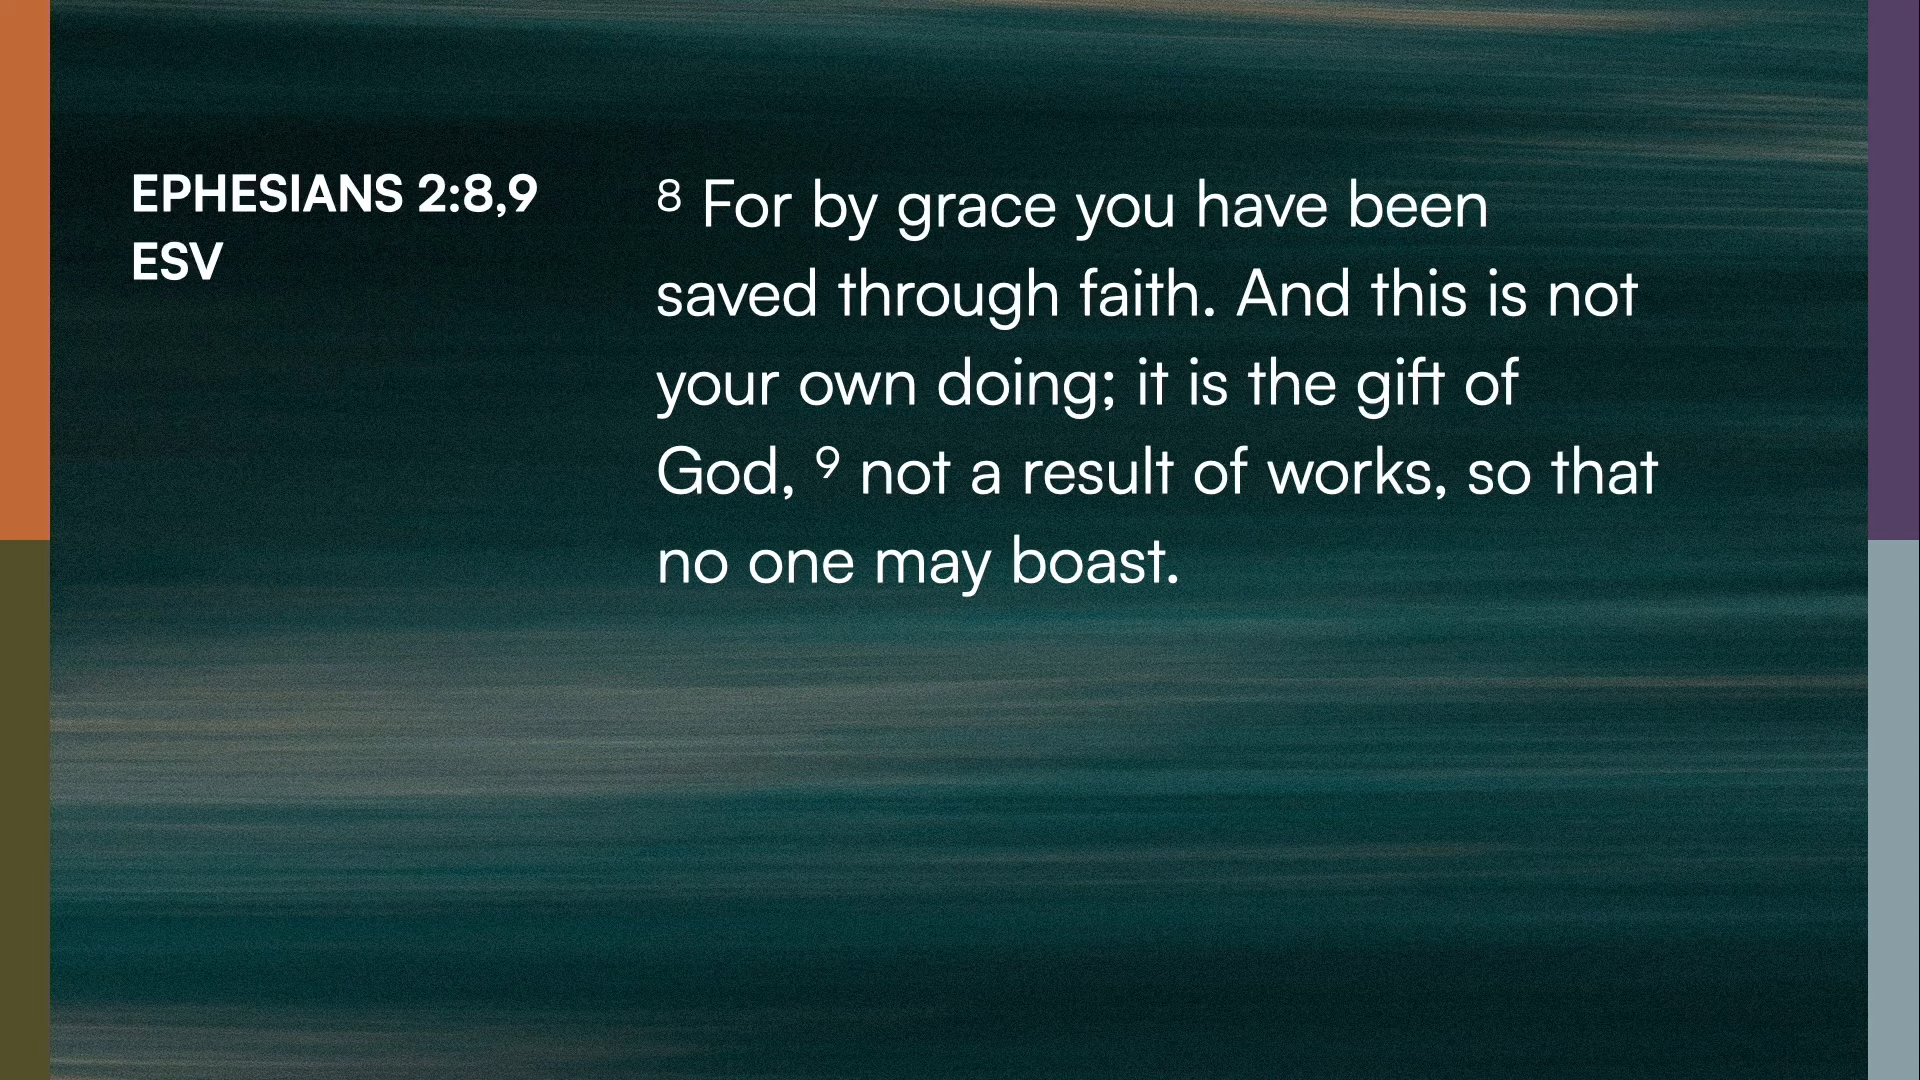 EPHESIANS 2:8,9
ESV
⁸ For by grace you have been
saved through faith. And this is not
your own doing; it is the gift of
God, ⁹ not a result of works, so that
no one may boast.